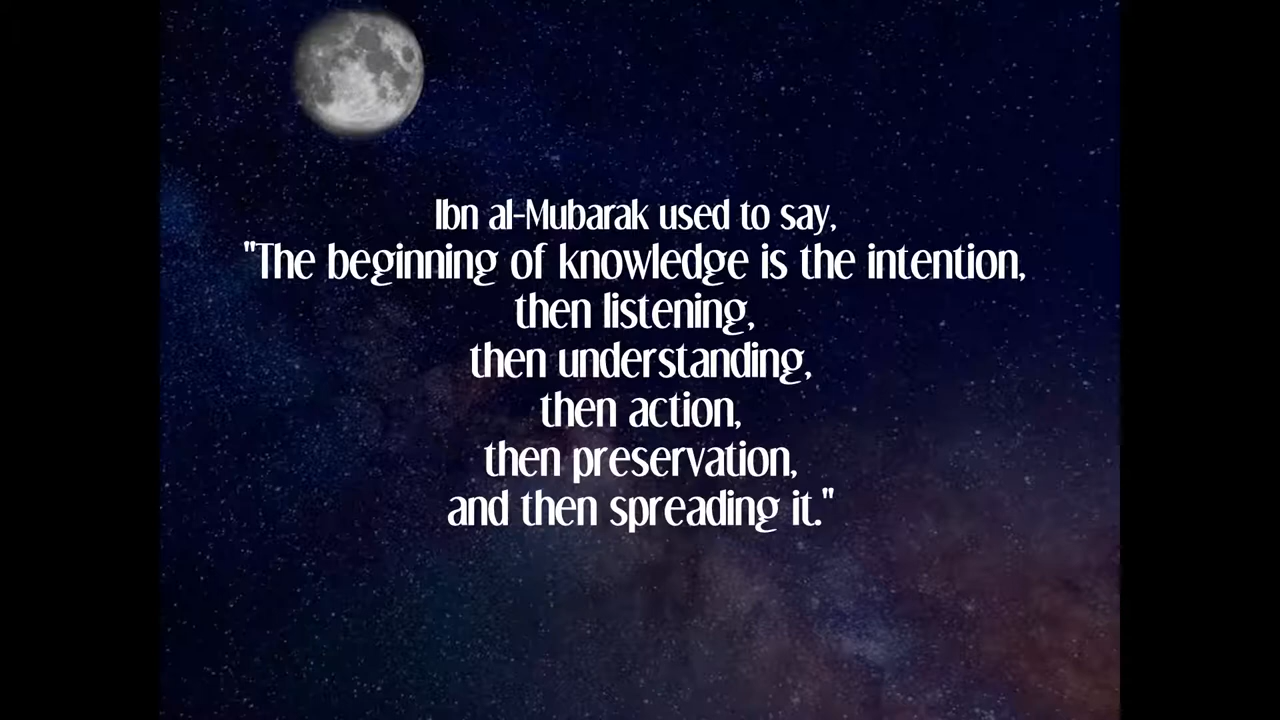 Ibn al-Mubarak used to say,
"The beginning of knowledge is the intention,
then listening,
then understanding,
then action,
then preservation,
and then spreading it."